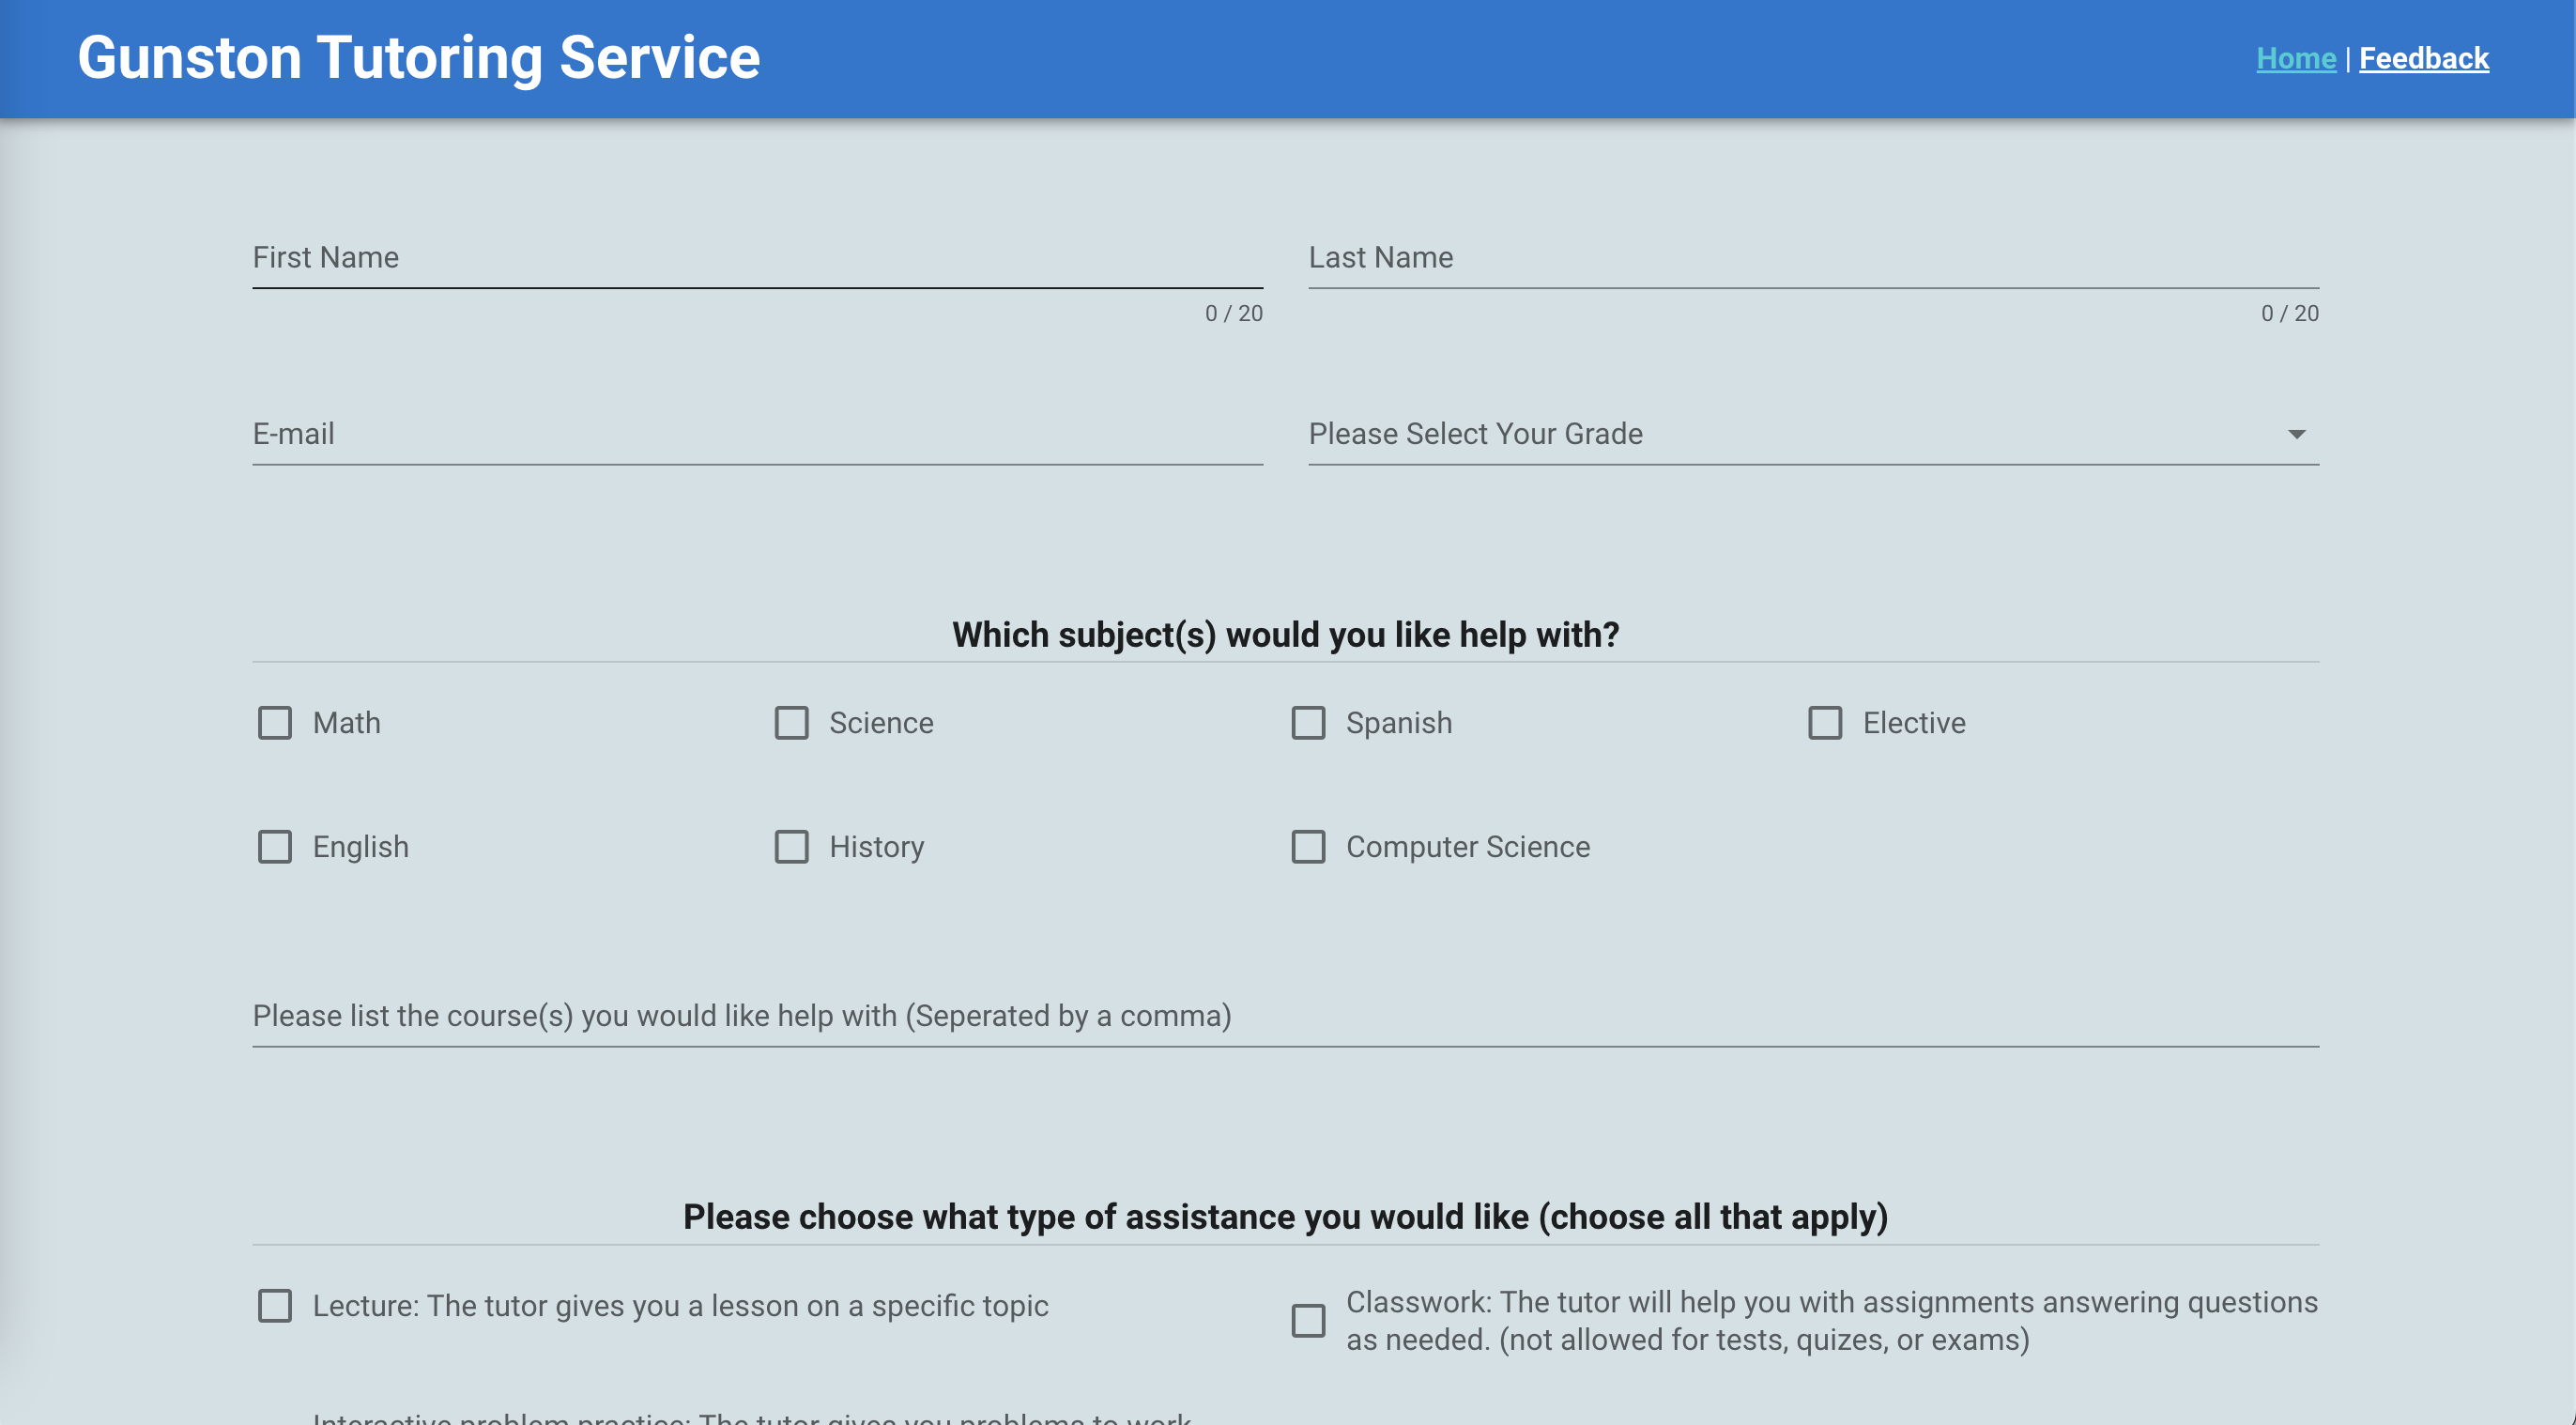 Gunston Tutoring Service
Home | Feedback
First Name
Last Name
0 / 20
0 / 20
E-mail
Please Select Your Grade
Which subject(s) would you like help with?
Math
Science
Spanish
Elective
English
History
Computer Science
Please list the course(s) you would like help with (Seperated by a comma)
Please choose what type of assistance you would like (choose all that apply)
Lecture: The tutor gives you a lesson on a specific topic
Classwork: The tutor will help you with assignments answering questions
as needed. (not allowed for tests, quizes, or exams)
Interactive problem practice: The tutor gives you problems to work